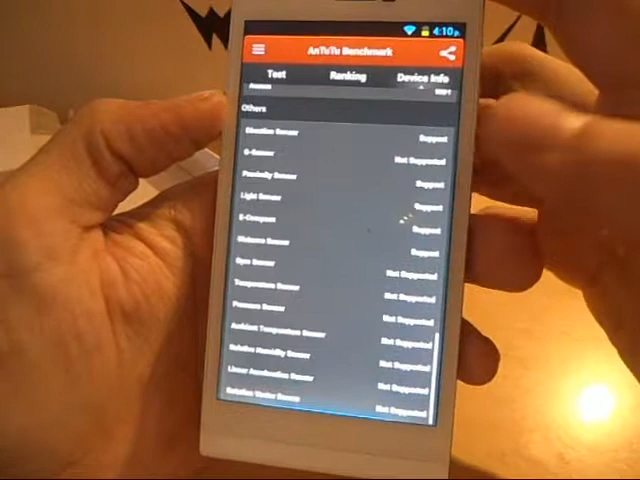 4:10
AnTuTu Benchmark
Test Ranking Device Info
Others
Direction Sensor Support
G-Sensor Not Supported
Proximity Sensor Support
Light Sensor Support
E-Compass Support
Distance Sensor Support
Gyro Sensor Not Supported
Temperature Sensor Not Supported
Pressure Sensor Not Supported
Ambient Temperature Sensor Not Supported
Relative Humidity Sensor Not Supported
Linear Acceleration Sensor Not Supported
Rotation Vector Sensor Not Supported